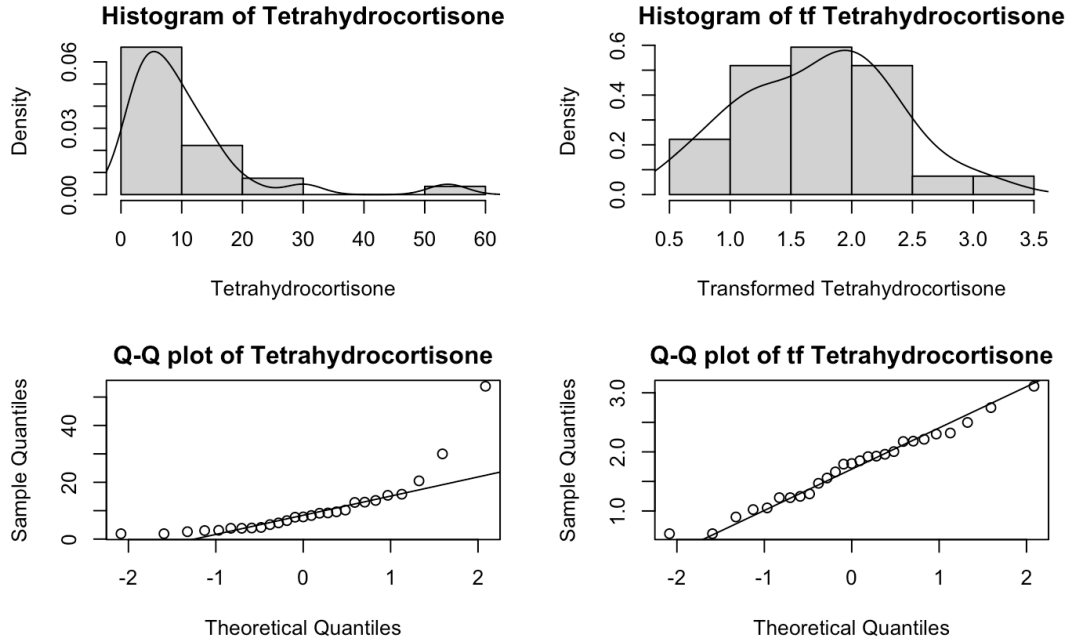 Histogram of Tetrahydrocortisone
Density
0.00 0.03 0.06
0 10 20 30 40 50 60
Tetrahydrocortisone
Histogram of tf Tetrahydrocortisone
Density
0.0 0.2 0.4 0.6
0.5 1.0 1.5 2.0 2.5 3.0 3.5
Transformed Tetrahydrocortisone
Q-Q plot of Tetrahydrocortisone
Sample Quantiles
0 20 40
-2 -1 0 1 2
Theoretical Quantiles
Q-Q plot of tf Tetrahydrocortisone
Sample Quantiles
1.0 2.0 3.0
-2 -1 0 1 2
Theoretical Quantiles